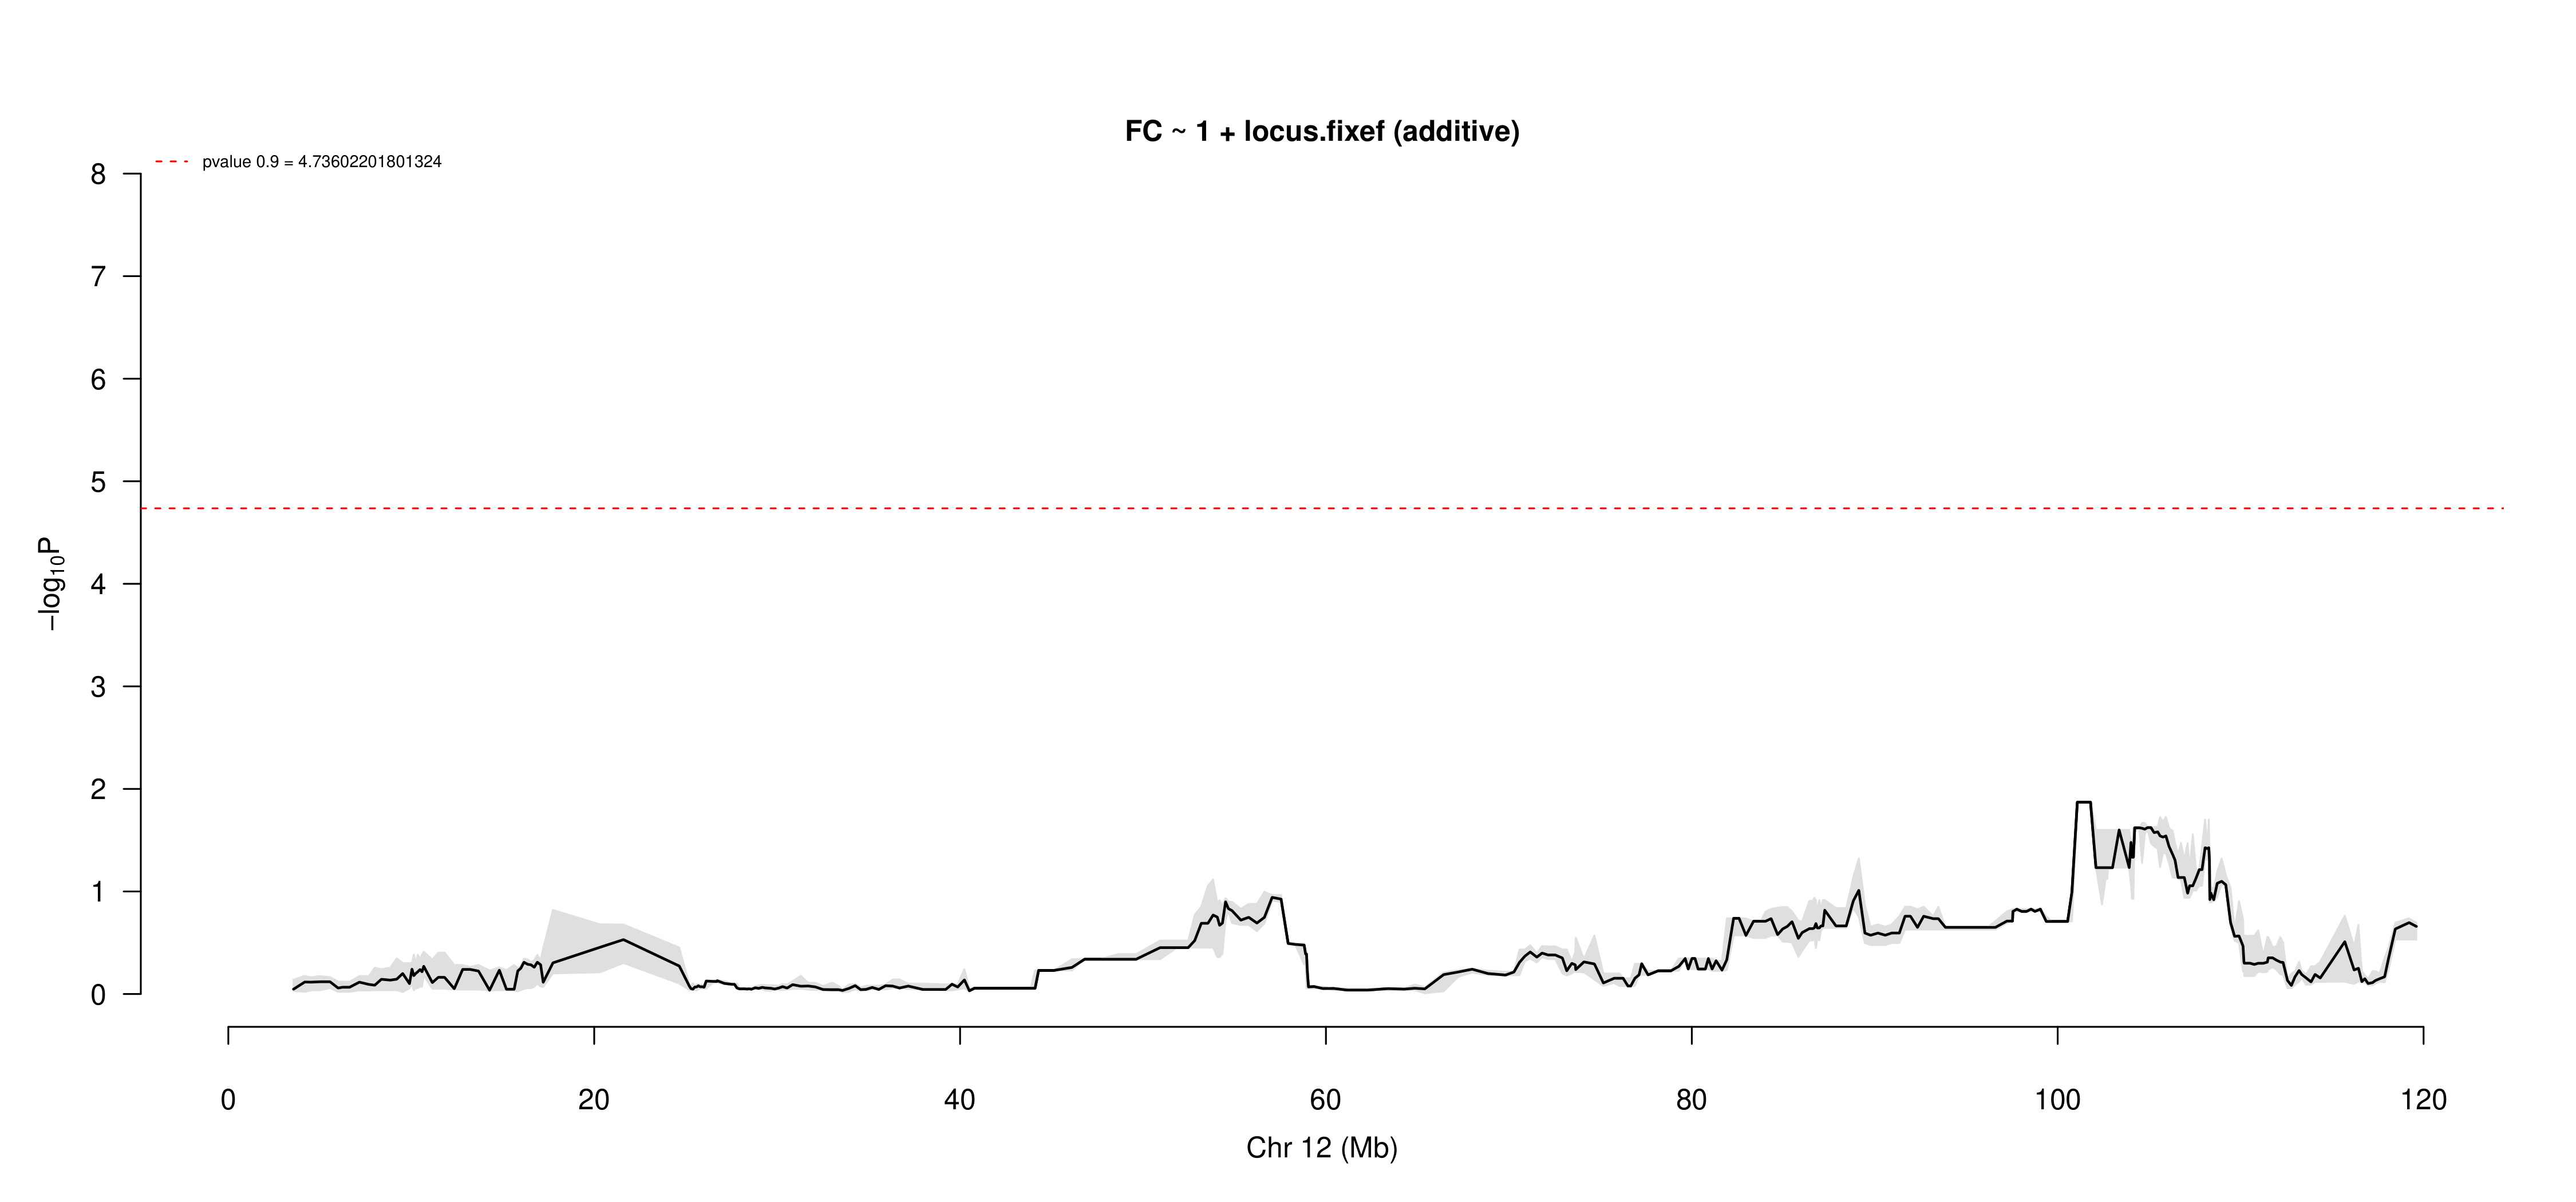 FC ~ 1 + locus.fixef (additive)
pvalue 0.9 = 4.73602201801324
8
7
6
5
4
3
2
1
0
−log10P
0 20 40 60 80 100 120
Chr 12 (Mb)